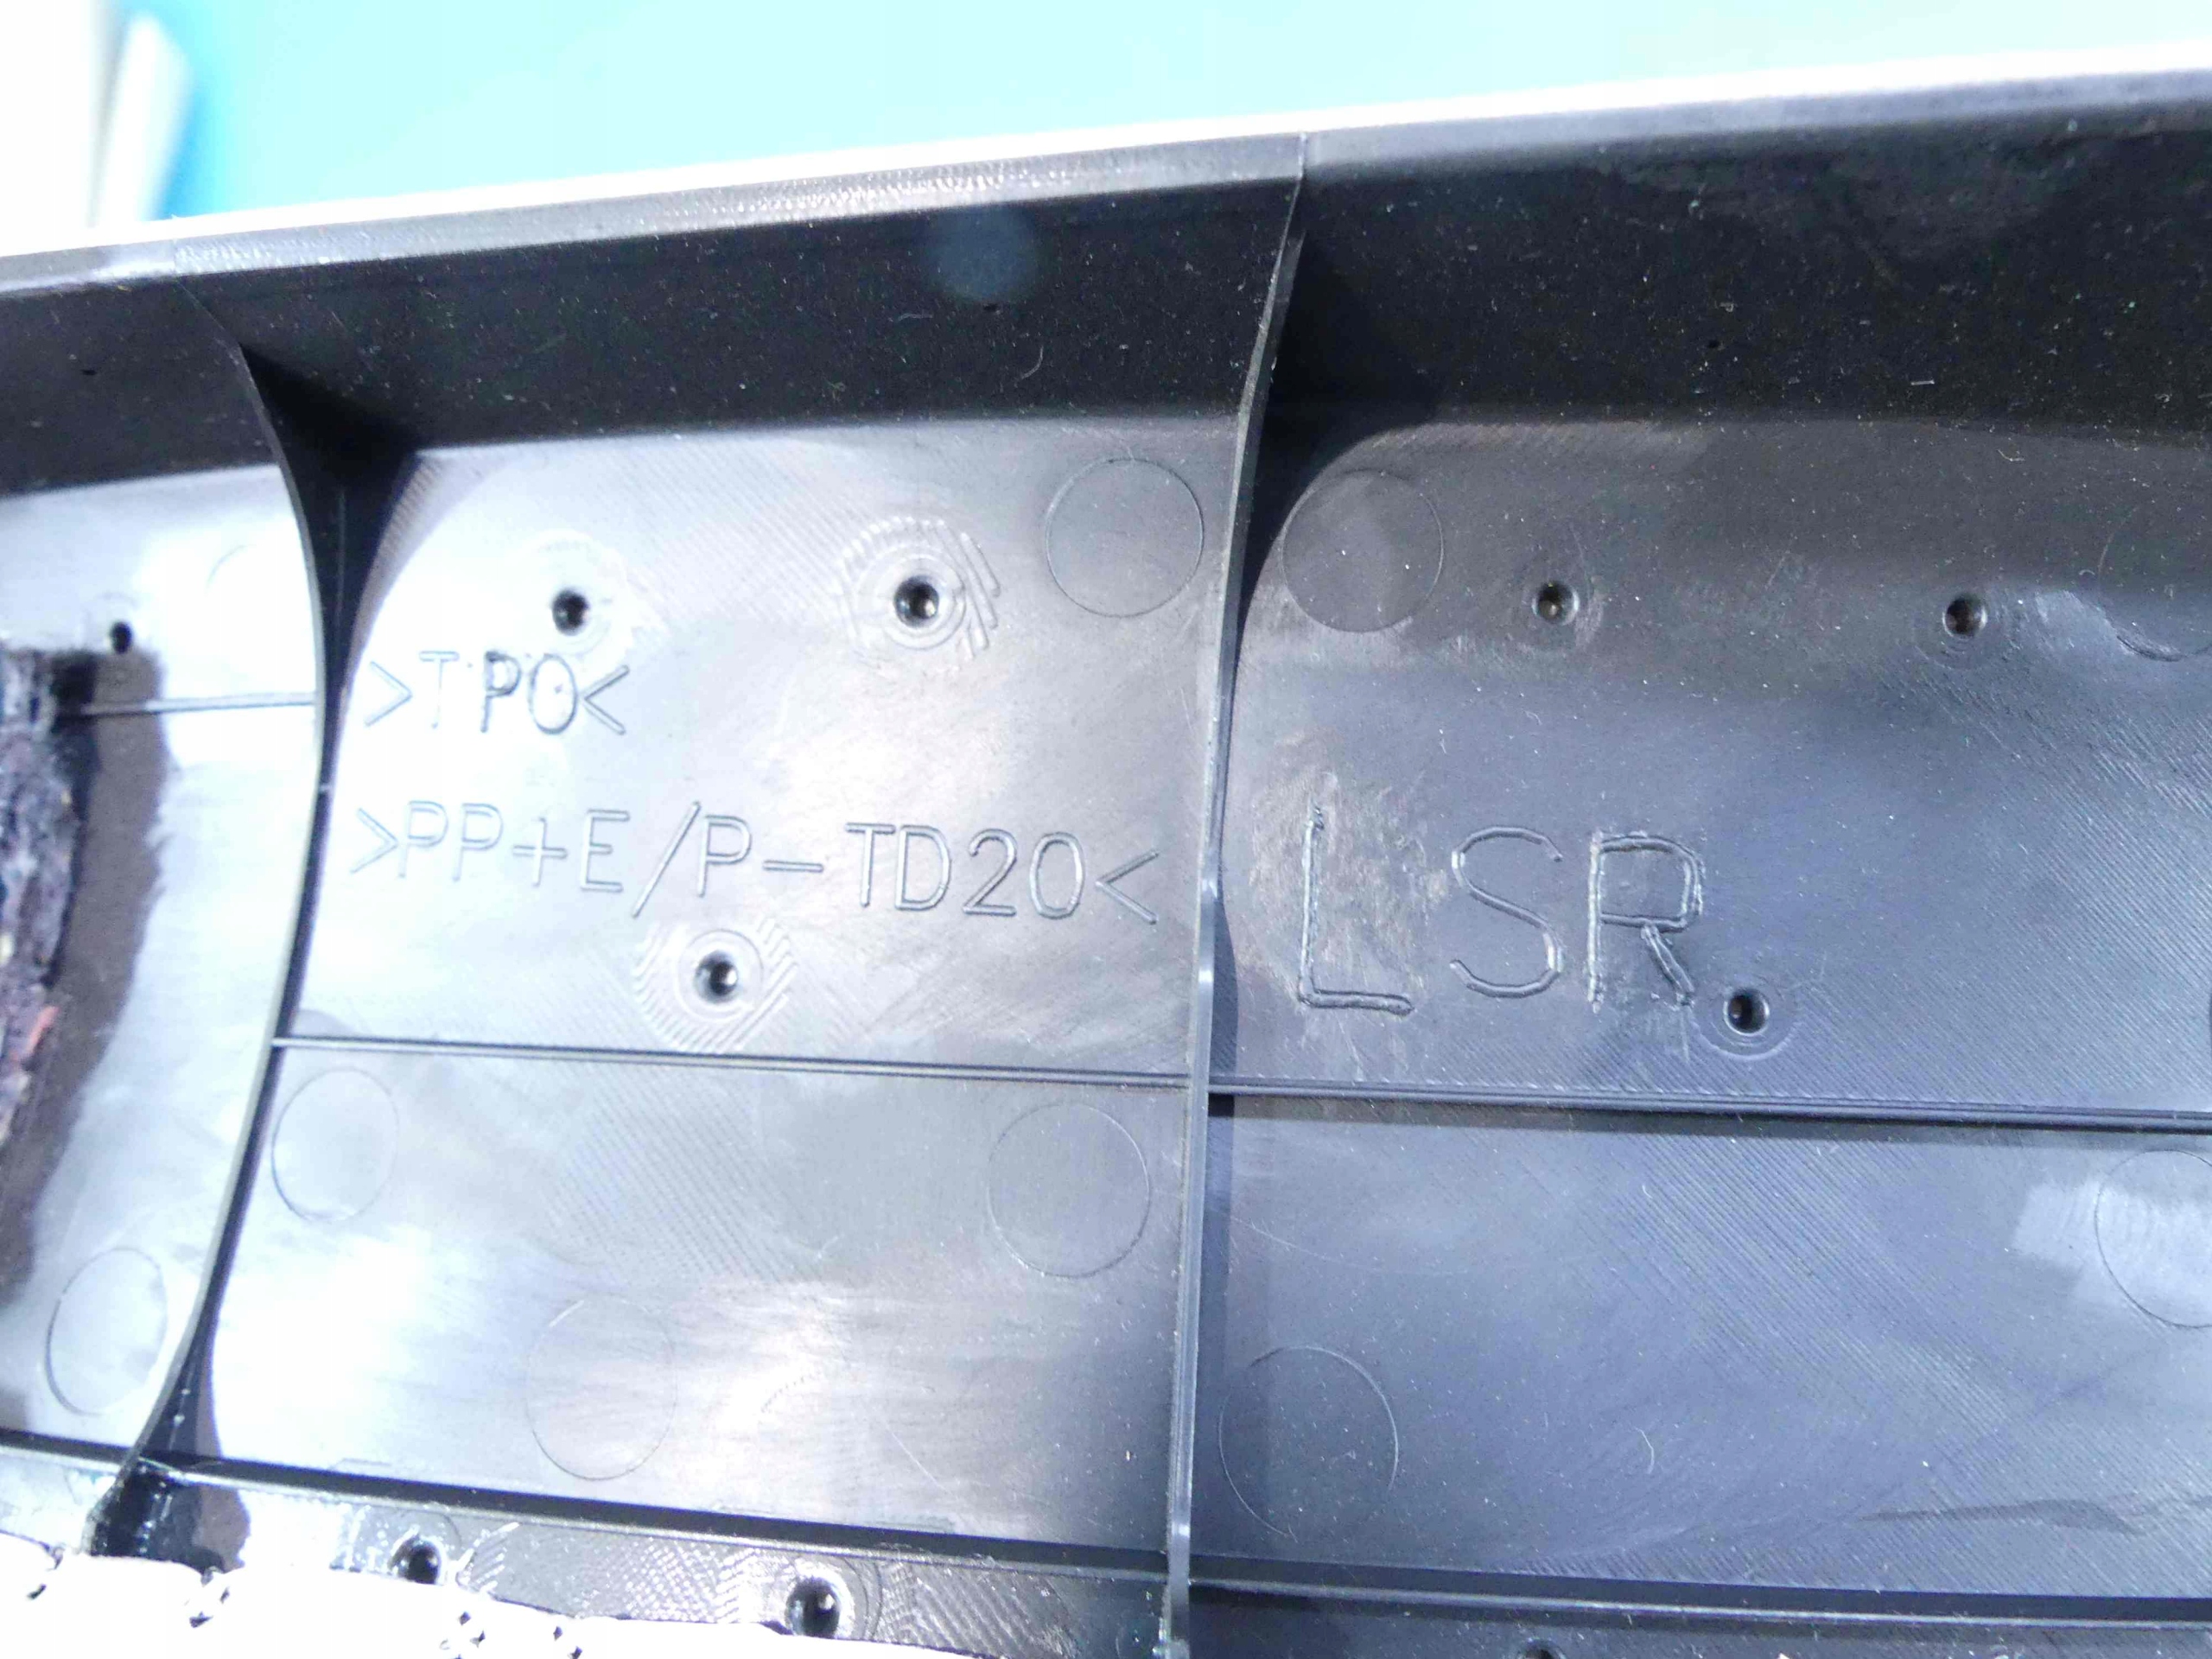 >TPO<
>PP+E/P-TD20<
LSR